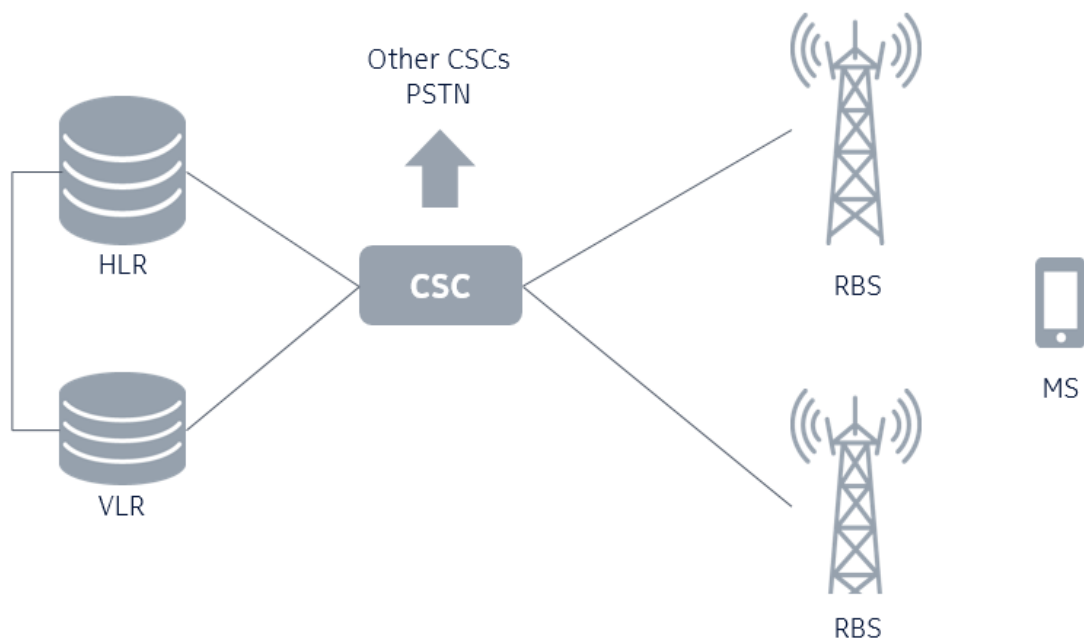 Other CSCs
PSTN
HLR
CSC
RBS
MS
VLR
RBS